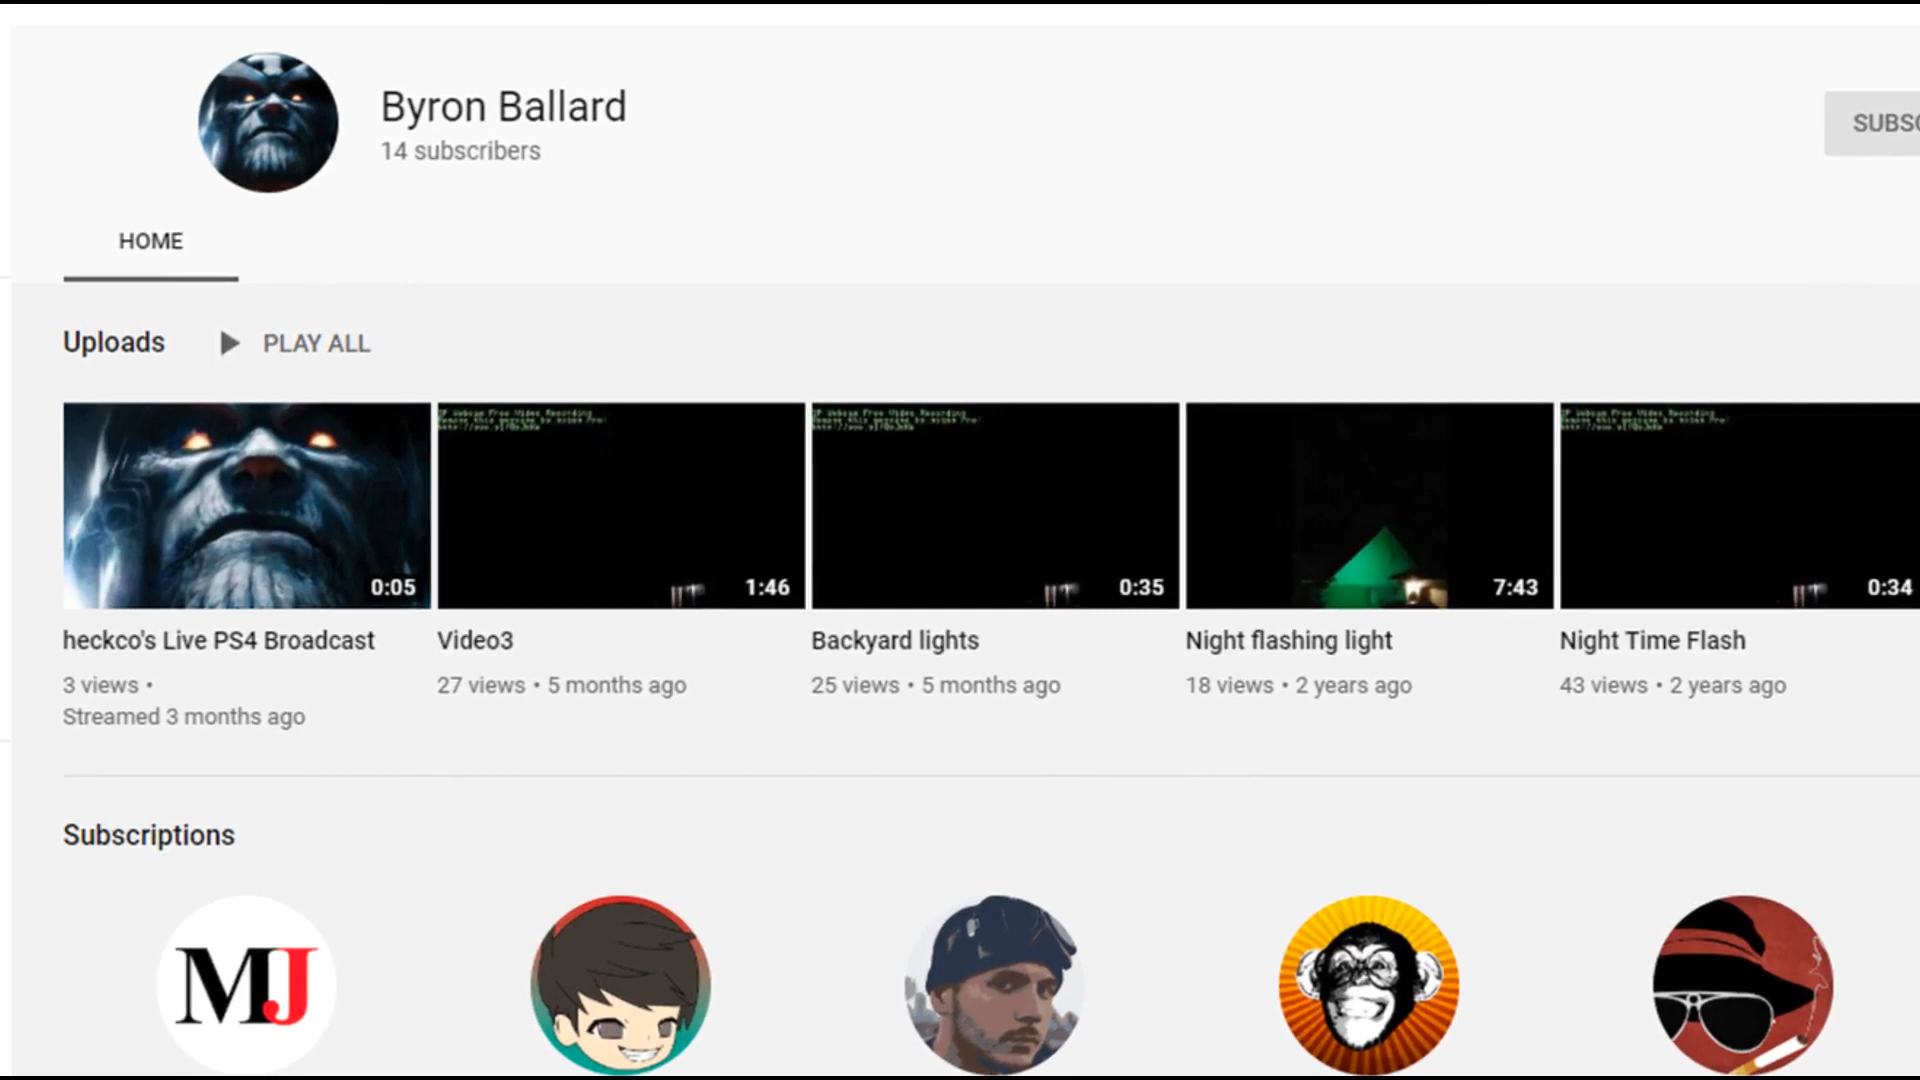 Byron Ballard
14 subscribers
SUBSC
HOME
Uploads
PLAY ALL
0:05
1:46
0:35
7:43
0:34
heckco's Live PS4 Broadcast
Video3
Backyard lights
Night flashing light
Night Time Flash
3 views •
27 views • 5 months ago
25 views • 5 months ago
18 views • 2 years ago
43 views • 2 years ago
Streamed 3 months ago
Subscriptions
MJ